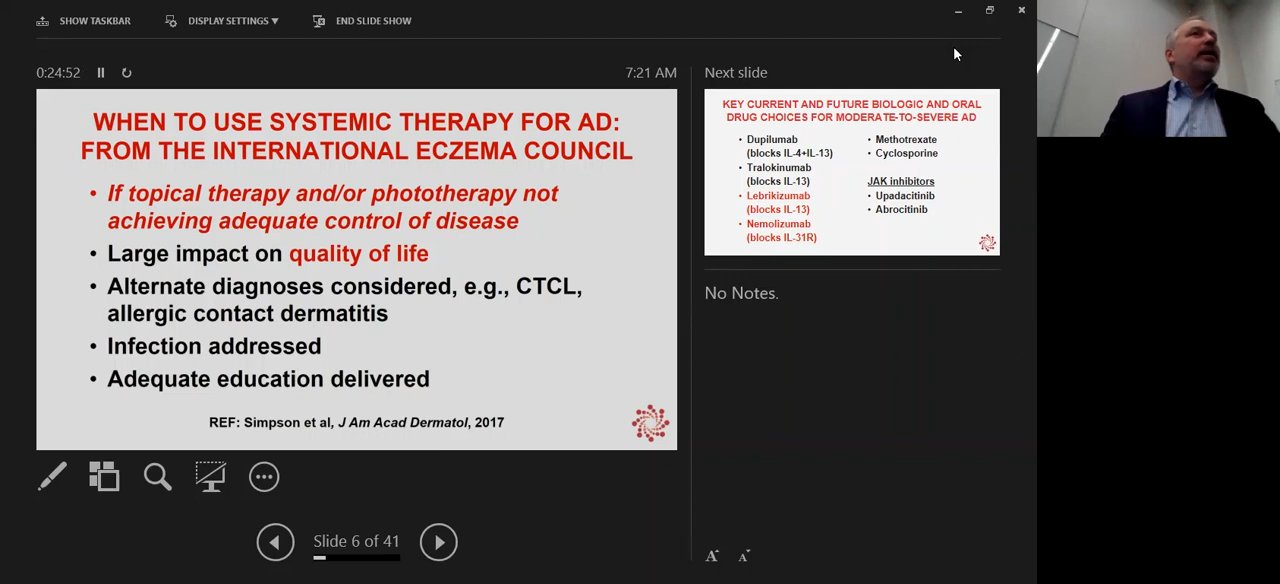 SHOW TASKBAR
DISPLAY SETTINGS ▼
END SLIDE SHOW
0:24:52
7:21 AM
WHEN TO USE SYSTEMIC THERAPY FOR AD:
FROM THE INTERNATIONAL ECZEMA COUNCIL
• If topical therapy and/or phototherapy not
achieving adequate control of disease
• Large impact on quality of life
• Alternate diagnoses considered, e.g., CTCL,
allergic contact dermatitis
• Infection addressed
• Adequate education delivered
REF: Simpson et al, J Am Acad Dermatol, 2017
Slide 6 of 41
Next slide
KEY CURRENT AND FUTURE BIOLOGIC AND ORAL
DRUG CHOICES FOR MODERATE-TO-SEVERE AD
• Dupilumab
(blocks IL-4+IL-13)
• Tralokinumab
(blocks IL-13)
• Lebrikizumab
(blocks IL-13)
• Nemolizumab
(blocks IL-31R)
• Methotrexate
• Cyclosporine
JAK inhibitors
• Upadacitinib
• Abrocitinib
No Notes.
A A